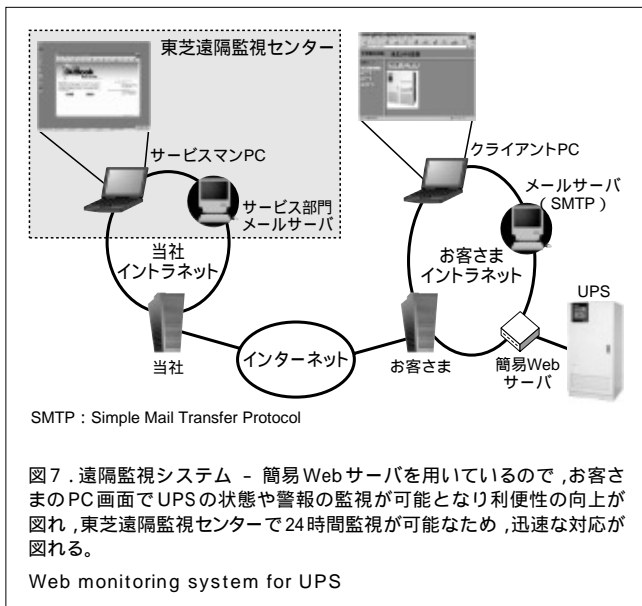 東芝遠隔監視センター
サービスマンPC
サービス部門
メールサーバ
当社
イントラネット
当社
インターネット
クライアントPC
メールサーバ
(SMTP)
お客さま
イントラネット
UPS
お客さま
簡易Web
サーバ
SMTP：Simple Mail Transfer Protocol
図7．遠隔監視システム － 簡易Webサーバを用いているので，お客さ
まのPC画面でUPSの状態や警報の監視が可能となり利便性の向上が
図れ，東芝遠隔監視センターで24時間監視が可能なため，迅速な対応が
図れる。
Web monitoring system for UPS